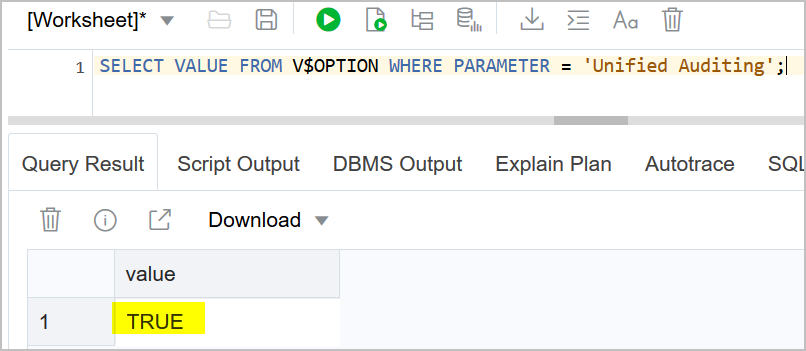 [Worksheet]*
Aa
1 SELECT VALUE FROM V$OPTION WHERE PARAMETER = 'Unified Auditing';
Query Result Script Output DBMS Output Explain Plan Autotrace SQL
Download
value
1 TRUE